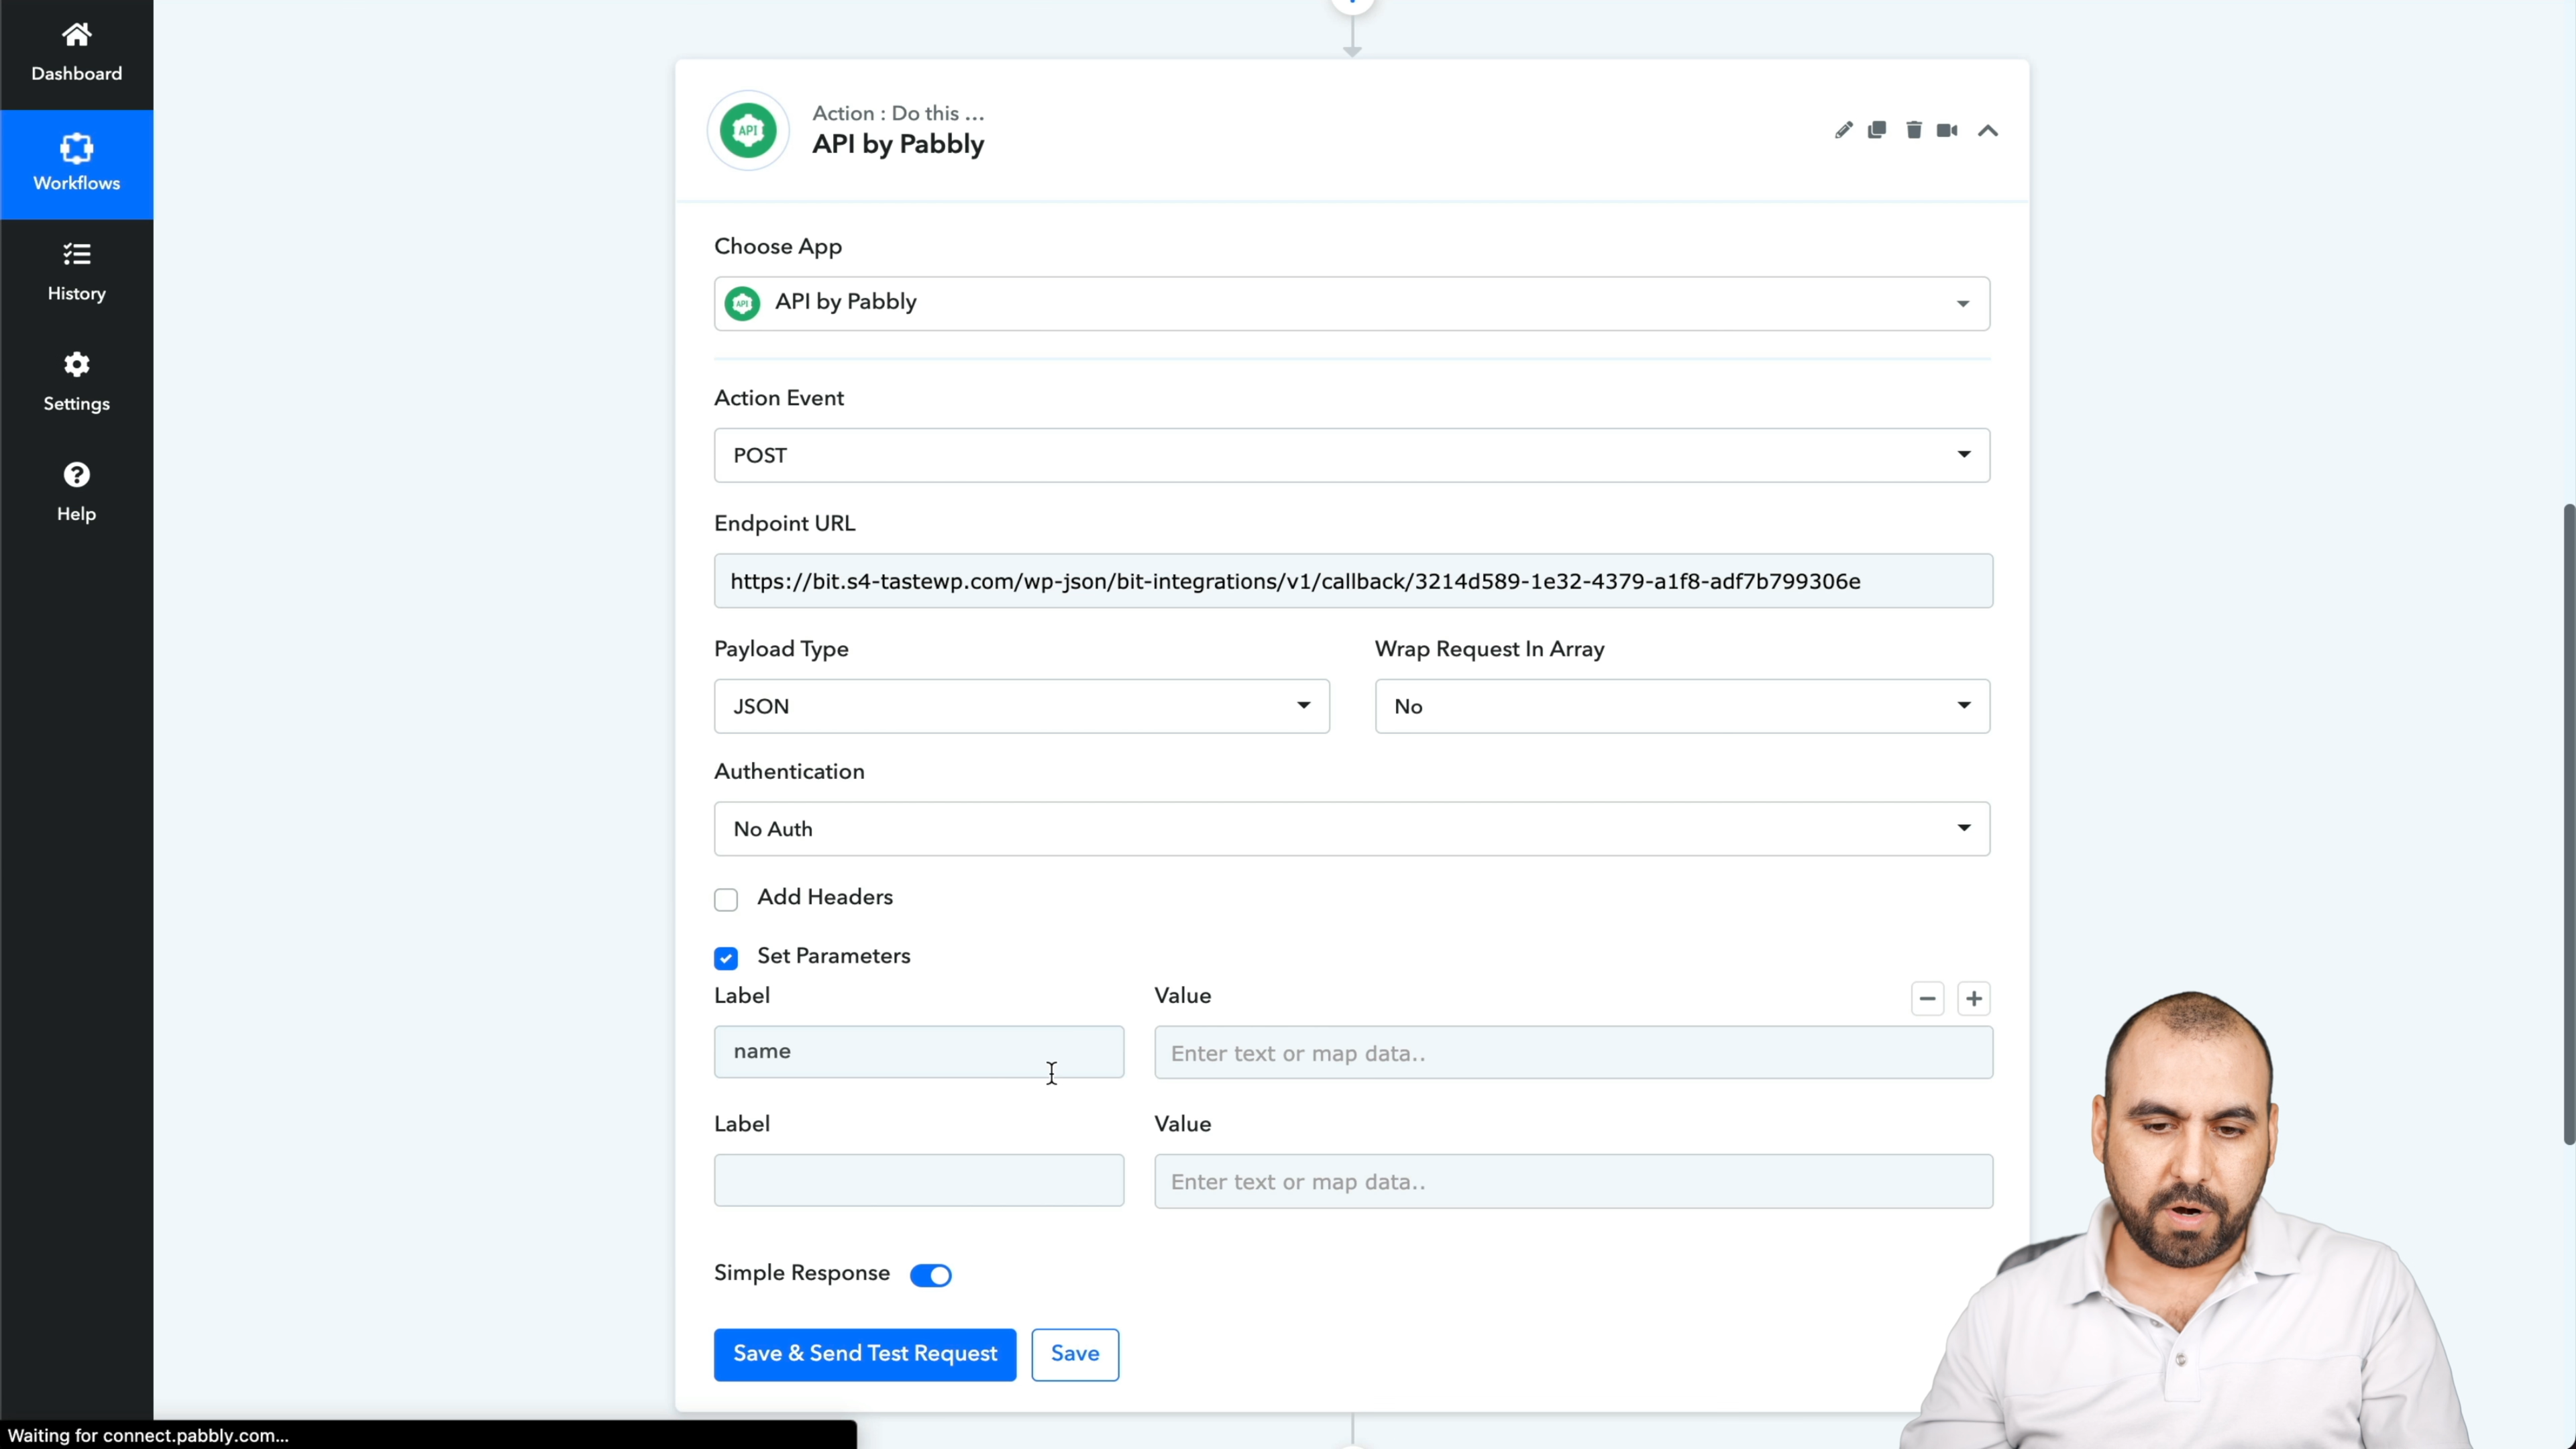 Dashboard
Workflows
History
Settings
Help
API
Action : Do this ...
API by Pabbly
Choose App
API
API by Pabbly
Action Event
POST
Endpoint URL
https://bit.s4-tastewp.com/wp-json/bit-integrations/v1/callback/3214d589-1e32-4379-a1f8-adf7b799306e
Payload Type
Wrap Request In Array
JSON
No
Authentication
No Auth
Add Headers
Set Parameters
Label
Value
name
Enter text or map data..
Label
Value
Enter text or map data..
Simple Response
Save & Send Test Request
Save
Waiting for connect.pabbly.com...